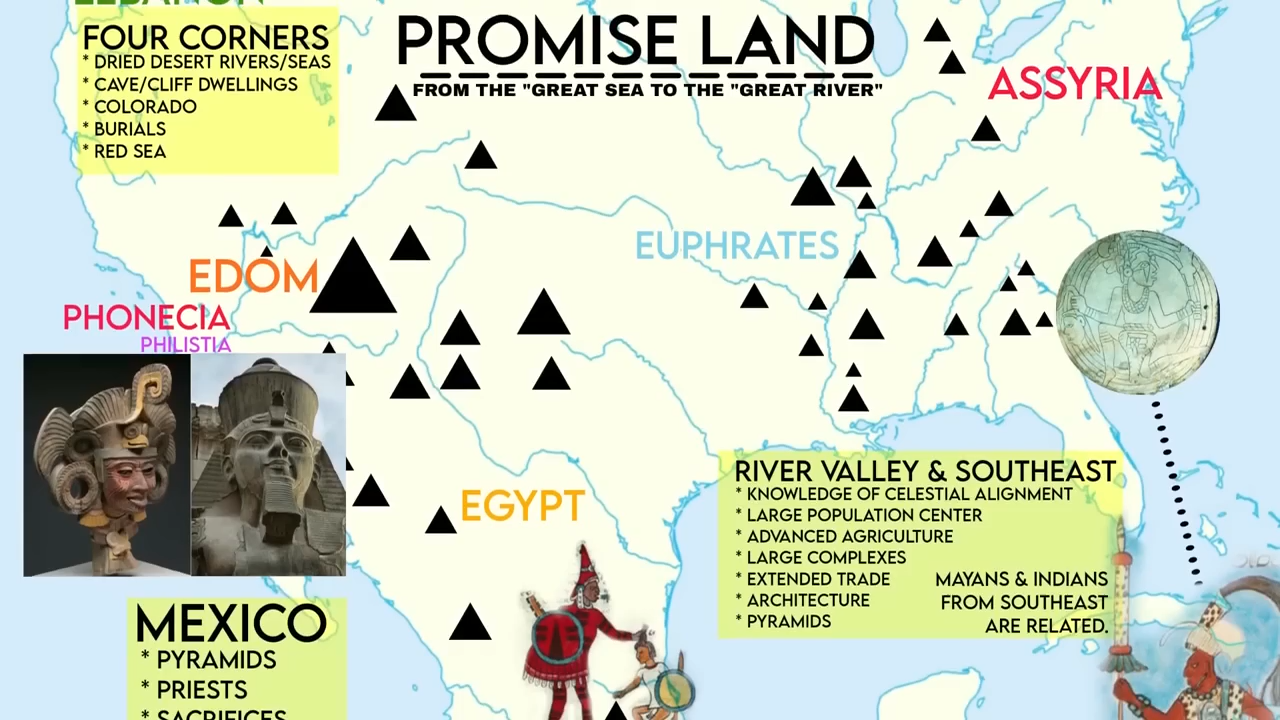 LEBANON
FOUR CORNERS
* DRIED DESERT RIVERS/SEAS
* CAVE/CLIFF DWELLINGS
* COLORADO
* BURIALS
* RED SEA
PROMISE LAND
FROM THE "GREAT SEA TO THE "GREAT RIVER"
ASSYRIA
EUPHRATES
EDOM
PHONECIA
PHILISTIA
EGYPT
RIVER VALLEY & SOUTHEAST
* KNOWLEDGE OF CELESTIAL ALIGNMENT
* LARGE POPULATION CENTER
* ADVANCED AGRICULTURE
* LARGE COMPLEXES
* EXTENDED TRADE
* ARCHITECTURE
* PYRAMIDS
MAYANS & INDIANS
FROM SOUTHEAST
ARE RELATED.
MEXICO
* PYRAMIDS
* PRIESTS
* SACRIFICES